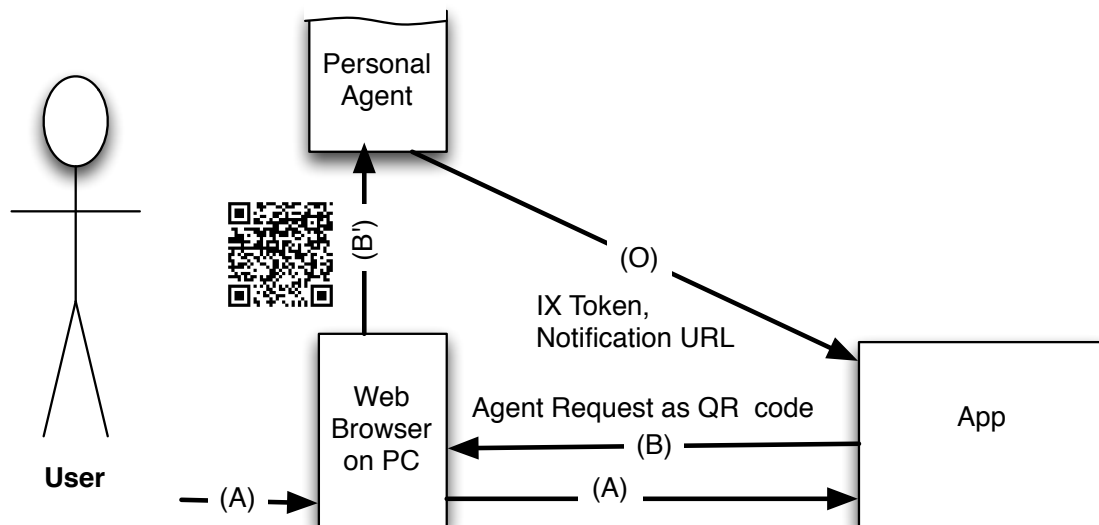 Personal
Agent
(B')
(O)
IX Token,
Notification URL
Agent Request as QR code
(B)
Web
Browser
on PC
App
User
(A)
(A)